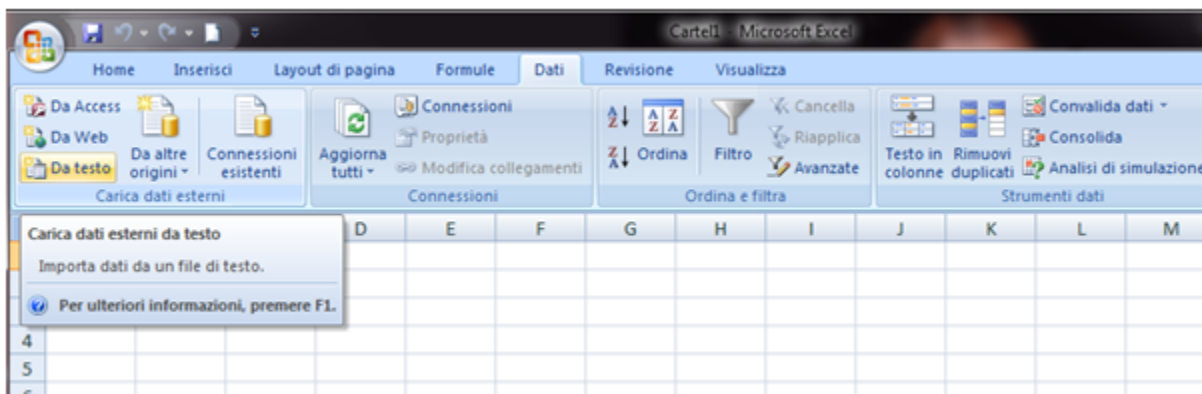 Cartel1 - Microsoft Excel
Home Inserisci Layout di pagina Formule Dati Revisione Visualizza
Da Access
Da Web
Da testo
Da altre origini
Connessioni esistenti
Carica dati esterni
Aggiorna tutti
Connessioni
Proprietà
Modifica collegamenti
Connessioni
Ordina
Filtro
Cancella
Riapplica
Avanzate
Ordina e filtra
Testo in colonne
Rimuovi duplicati
Convalida dati
Consolida
Analisi di simulazione
Strumenti dati
D E F G H I J K L M
Carica dati esterni da testo
Importa dati da un file di testo.
Per ulteriori informazioni, premere F1.
4
5